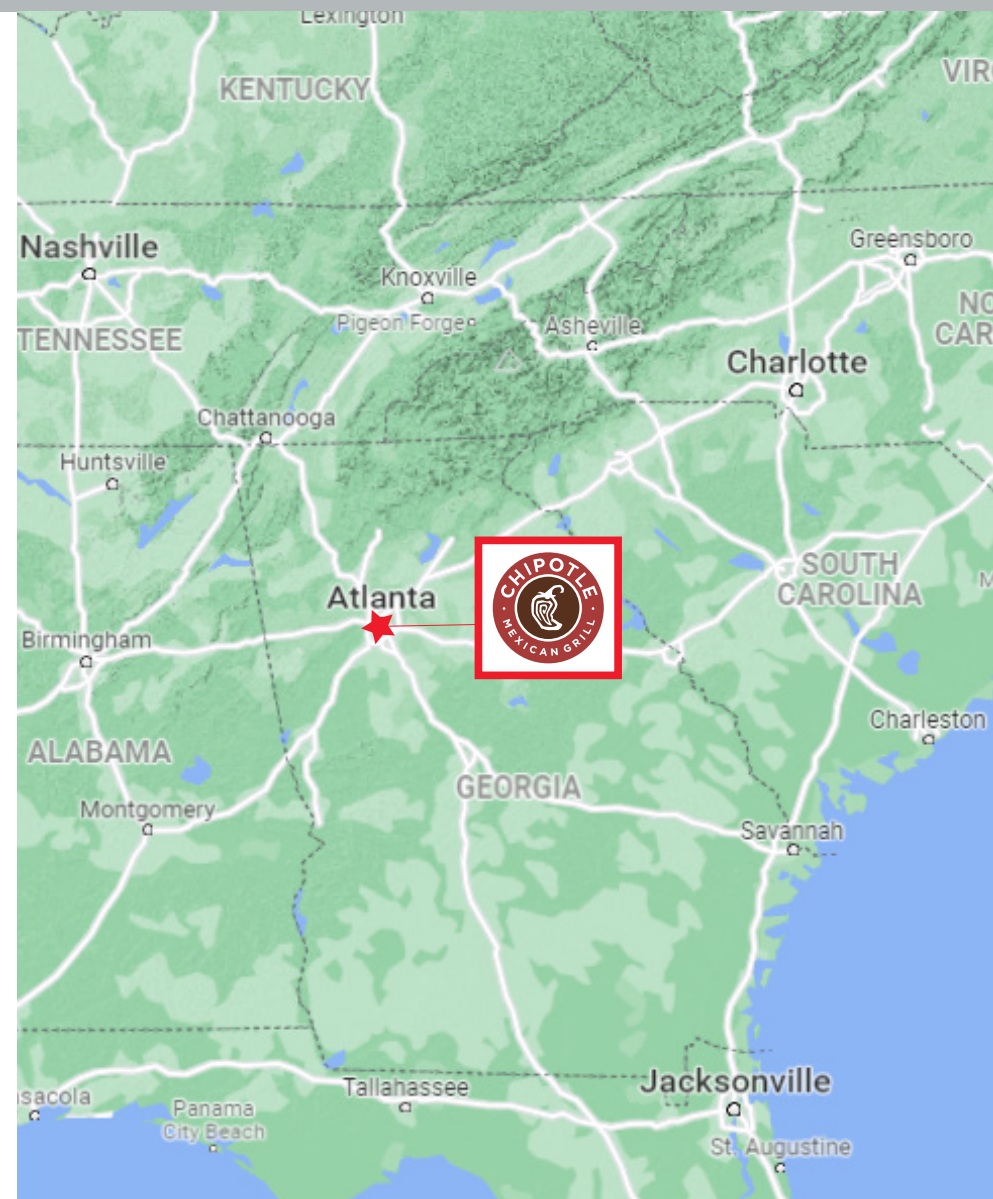 Lexington
KENTUCKY
VIR
Nashville
Greensboro
Knoxville
NO
CAR
Pigeon Forge
Asheville
TENNESSEE
Charlotte
Chattanooga
Huntsville
CHIPOTLE
MEXICAN GRILL
SOUTH
CAROLINA
M
Atlanta
Birmingham
Charleston
ALABAMA
GEORGIA
Montgomery
Savannah
Jacksonville
Tallahassee
sacola
Panama
City Beach
St. Augustine